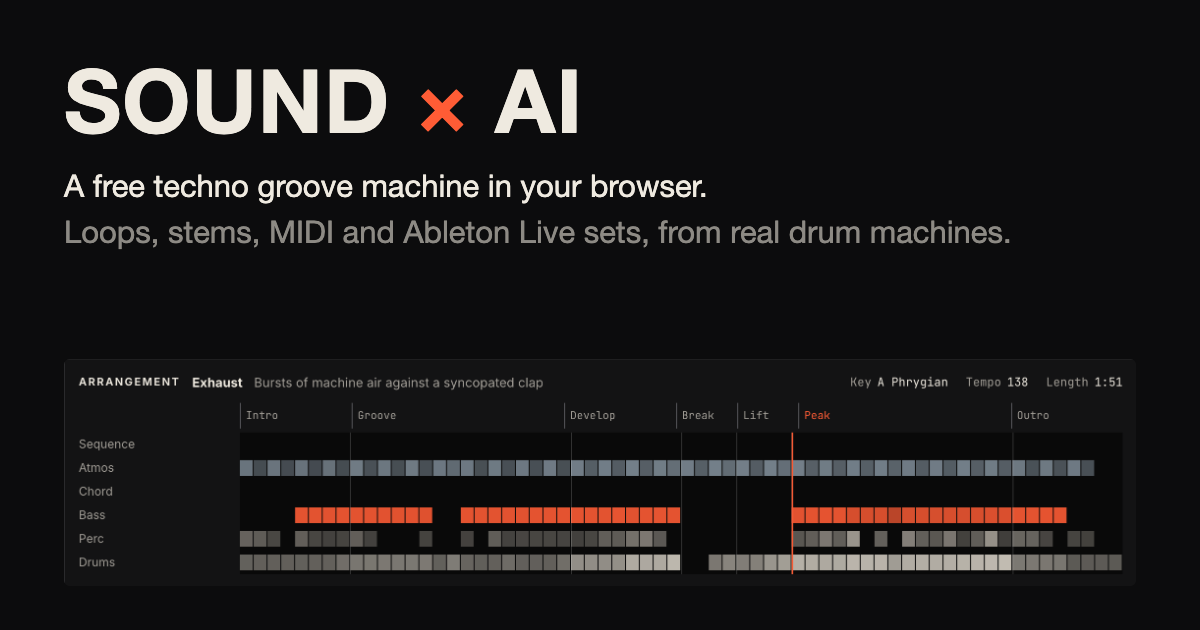 SOUND × AI
A free techno groove machine in your browser.
Loops, stems, MIDI and Ableton Live sets, from real drum machines.
ARRANGEMENT Exhaust Bursts of machine air against a syncopated clap Key A Phrygian Tempo 138 Length 1:51
Intro Groove Develop Break Lift Peak Outro
Sequence
Atmos
Chord
Bass
Perc
Drums